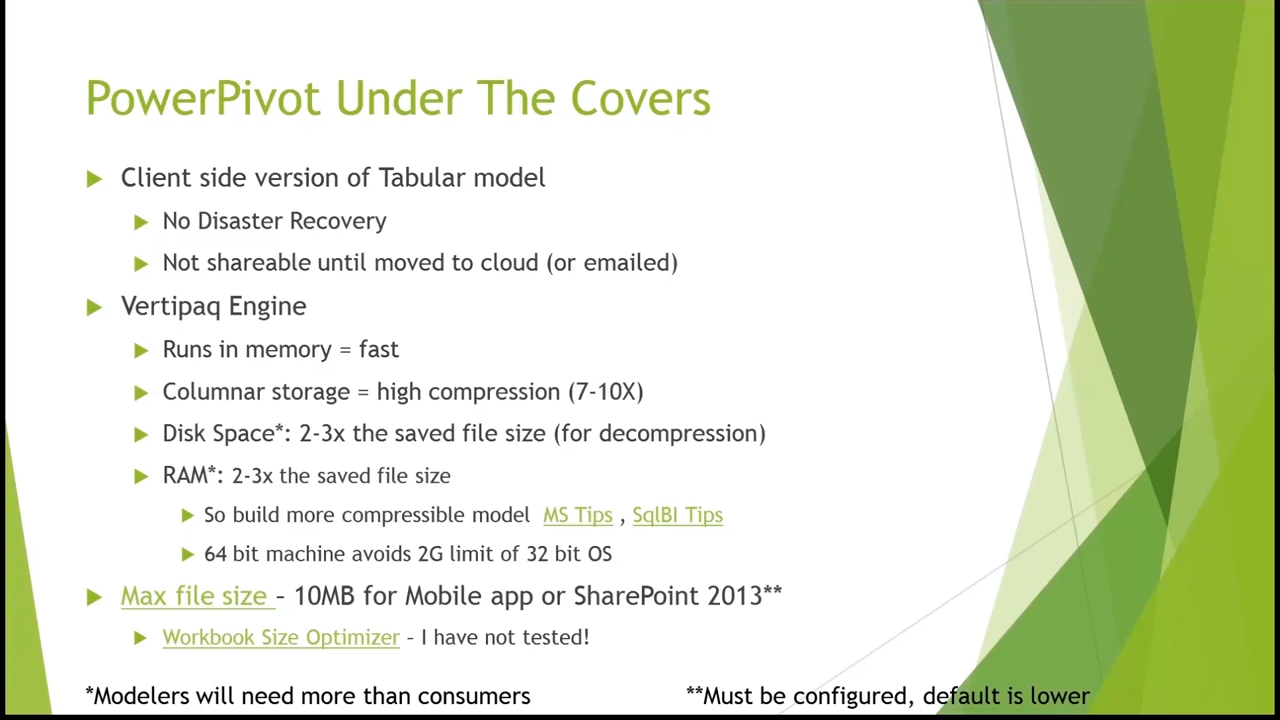 PowerPivot Under The Covers
Client side version of Tabular model
No Disaster Recovery
Not shareable until moved to cloud (or emailed)
Vertipaq Engine
Runs in memory = fast
Columnar storage = high compression (7-10X)
Disk Space*: 2-3x the saved file size (for decompression)
RAM*: 2-3x the saved file size
So build more compressible model MS Tips , SqlBI Tips
64 bit machine avoids 2G limit of 32 bit OS
Max file size – 10MB for Mobile app or SharePoint 2013**
Workbook Size Optimizer – I have not tested!
*Modelers will need more than consumers
**Must be configured, default is lower